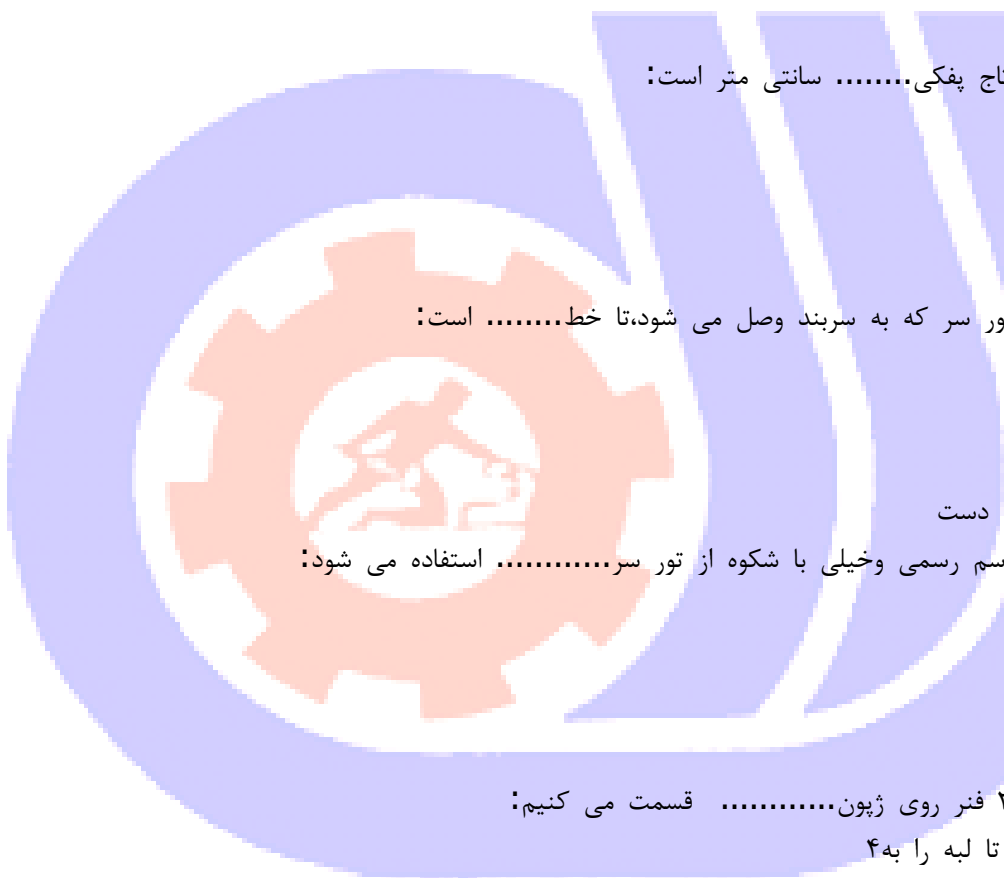 تاج پفکی........ سانتی متر است:
ور سر که به سربند وصل می شود،تا خط........ است:
دست
سم رسمی وخیلی با شکوه از تور سر............ استفاده می شود:
۲ فنر روی ژپون............ قسمت می کنیم:
تا لبه را به۴